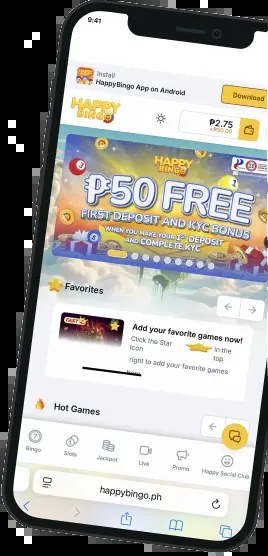 9:41
Install
HappyBingo App on Android
Download
HAPPY
BINGO
₱2.75
+₱50.00
HAPPY
BINGO
₱50 FREE
FIRST DEPOSIT AND KYC BONUS
WHEN YOU MAKE YOUR 1ST DEPOSIT
AND COMPLETE KYC
Favorites
Add your favorite games now!
Click the Star
Icon
in the
top
right to add your favorite games
here
Hot Games
Bingo
Slots
Jackpot
Live
Promo
Happy Social Club
happybingo.ph